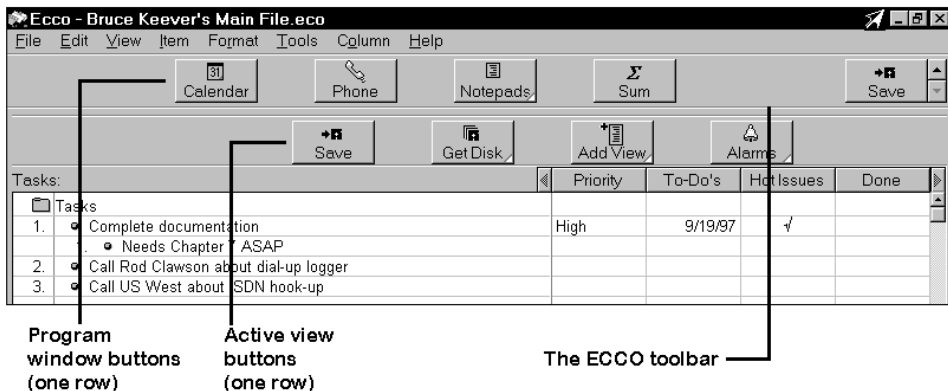 Ecco - Bruce Keever's Main File.eco
File Edit View Item Format Tools Column Help
31
Calendar Phone Notepads Σ Sum Save
Save Get Disk Add View Alarms
Tasks: Priority To-Do's Hot Issues Done
Tasks
1. Complete documentation High 9/19/97 √
1. Needs Chapter 7 ASAP
2. Call Rod Clawson about dial-up logger
3. Call US West about ISDN hook-up
Program window buttons (one row)
Active view buttons (one row)
The ECCO toolbar